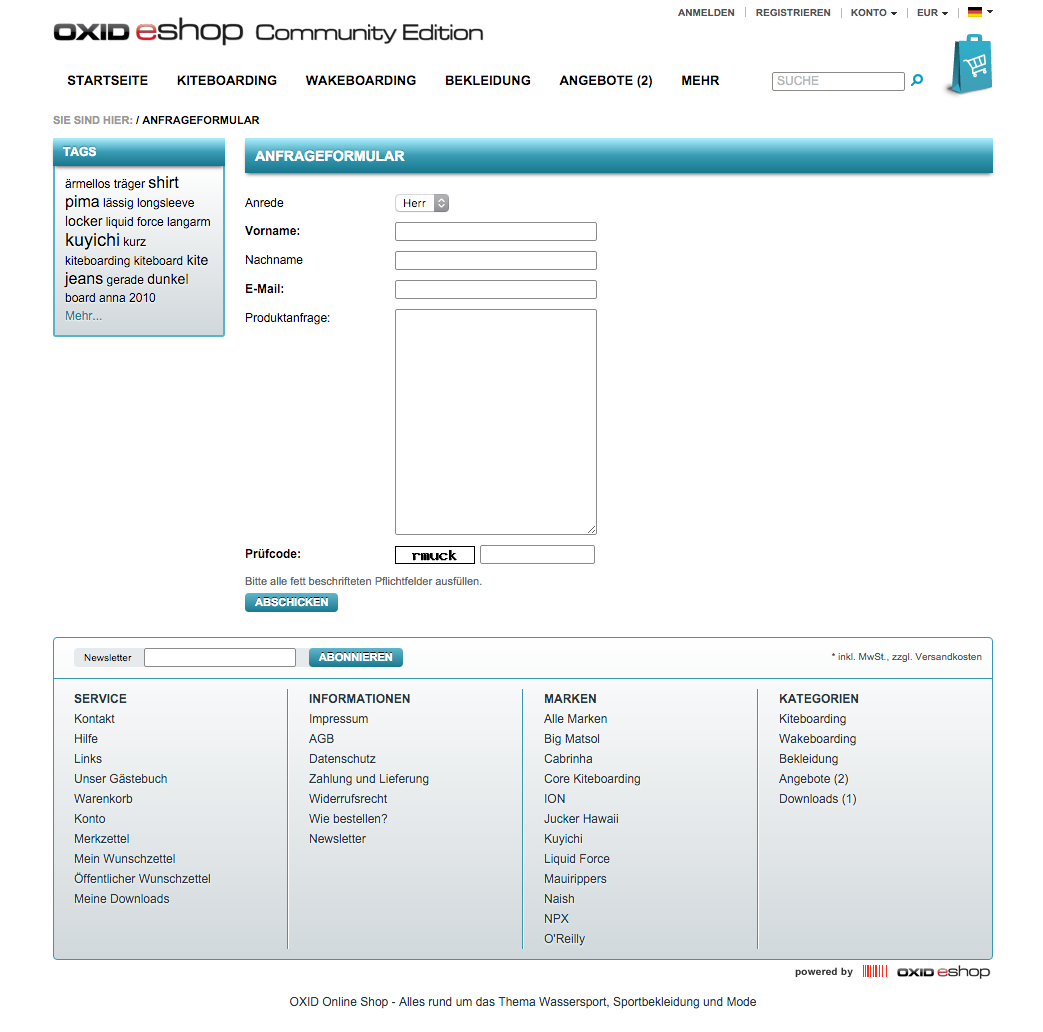 ANMELDEN REGISTRIEREN KONTO EUR
OXID eshop Community Edition
STARTSEITE KITEBOARDING WAKEBOARDING BEKLEIDUNG ANGEBOTE (2) MEHR SUCHE
SIE SIND HIER: / ANFRAGEFORMULAR
TAGS
ärmellos träger shirt
pima lässig longsleeve
locker liquid force langarm
kuyichi kurz
kiteboarding kiteboard kite
jeans gerade dunkel
board anna 2010
Mehr...
ANFRAGEFORMULAR
Anrede Herr
Vorname:
Nachname
E-Mail:
Produktanfrage:
Prüfcode: rmuck
Bitte alle fett beschrifteten Pflichtfelder ausfüllen.
ABSCHICKEN
Newsletter ABONNIEREN * inkl. MwSt., zzgl. Versandkosten
SERVICE
Kontakt
Hilfe
Links
Unser Gästebuch
Warenkorb
Konto
Merkzettel
Mein Wunschzettel
Öffentlicher Wunschzettel
Meine Downloads
INFORMATIONEN
Impressum
AGB
Datenschutz
Zahlung und Lieferung
Widerrufsrecht
Wie bestellen?
Newsletter
MARKEN
Alle Marken
Big Matsol
Cabrinha
Core Kiteboarding
ION
Jucker Hawaii
Kuyichi
Liquid Force
Mauirippers
Naish
NPX
O'Reilly
KATEGORIEN
Kiteboarding
Wakeboarding
Bekleidung
Angebote (2)
Downloads (1)
powered by OXID eshop
OXID Online Shop - Alles rund um das Thema Wassersport, Sportbekleidung und Mode